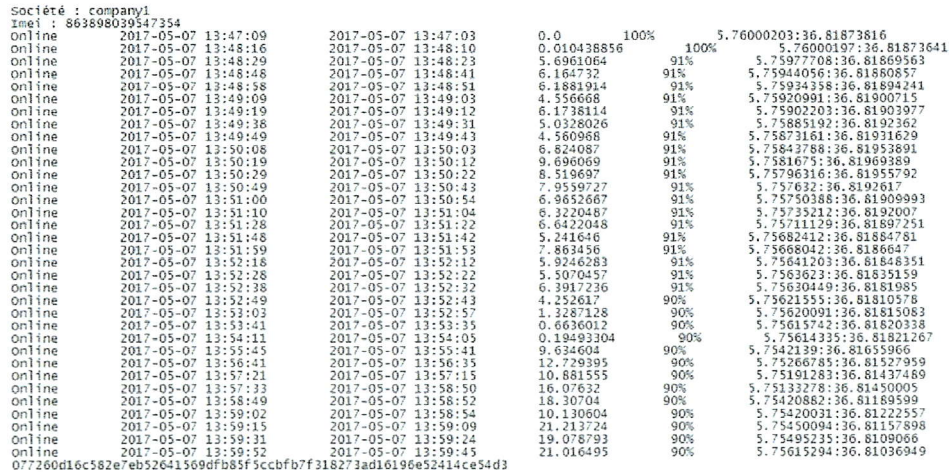 Société : company1
Imei : 863898039547354
Online 2017-05-07 13:47:09 2017-05-07 13:47:03 0.0 100% 5.76000203:36.81873816
Online 2017-05-07 13:48:16 2017-05-07 13:48:10 0.010438856 100% 5.76000197:36.81873641
Online 2017-05-07 13:48:29 2017-05-07 13:48:23 5.6961064 91% 5.75977708:36.81869563
Online 2017-05-07 13:48:48 2017-05-07 13:48:41 6.164732 91% 5.75944056:36.81880857
Online 2017-05-07 13:48:58 2017-05-07 13:48:51 6.1881914 91% 5.75934358:36.81894241
Online 2017-05-07 13:49:09 2017-05-07 13:49:03 4.556668 91% 5.75920991:36.81900715
Online 2017-05-07 13:49:19 2017-05-07 13:49:12 6.1738114 91% 5.75902203:36.81903977
Online 2017-05-07 13:49:38 2017-05-07 13:49:31 5.0328026 91% 5.75885192:36.8192362
Online 2017-05-07 13:49:49 2017-05-07 13:49:43 4.560968 91% 5.75873161:36.81931629
Online 2017-05-07 13:50:08 2017-05-07 13:50:03 6.824087 91% 5.75843788:36.81953891
Online 2017-05-07 13:50:19 2017-05-07 13:50:12 9.696069 91% 5.7581675:36.81969389
Online 2017-05-07 13:50:29 2017-05-07 13:50:22 8.519697 91% 5.75796316:36.81955792
Online 2017-05-07 13:50:49 2017-05-07 13:50:43 7.9559727 91% 5.757632:36.8192617
Online 2017-05-07 13:51:00 2017-05-07 13:50:54 6.9652667 91% 5.75750388:36.81909993
Online 2017-05-07 13:51:10 2017-05-07 13:51:04 6.3220487 91% 5.75735212:36.8192007
Online 2017-05-07 13:51:28 2017-05-07 13:51:22 6.6422048 91% 5.75711129:36.81897251
Online 2017-05-07 13:51:48 2017-05-07 13:51:42 5.241646 91% 5.75682412:36.81884781
Online 2017-05-07 13:51:59 2017-05-07 13:51:53 7.863456 91% 5.75668042:36.8186647
Online 2017-05-07 13:52:18 2017-05-07 13:52:12 5.9246283 91% 5.75641203:36.81848351
Online 2017-05-07 13:52:28 2017-05-07 13:52:22 5.5070457 91% 5.7563623:36.81835159
Online 2017-05-07 13:52:38 2017-05-07 13:52:32 6.3917236 91% 5.75630449:36.8181985
Online 2017-05-07 13:52:49 2017-05-07 13:52:43 4.252617 90% 5.75621555:36.81810578
Online 2017-05-07 13:53:03 2017-05-07 13:52:57 1.3287128 90% 5.75620091:36.81815083
Online 2017-05-07 13:53:41 2017-05-07 13:53:35 0.6636012 90% 5.75615742:36.81820338
Online 2017-05-07 13:54:11 2017-05-07 13:54:05 0.19493304 90% 5.75614335:36.81821267
Online 2017-05-07 13:55:45 2017-05-07 13:55:41 9.634604 90% 5.7542139:36.81655966
Online 2017-05-07 13:56:41 2017-05-07 13:56:35 12.729395 90% 5.75266785:36.81527959
Online 2017-05-07 13:57:21 2017-05-07 13:57:15 10.881555 90% 5.75191283:36.81437489
Online 2017-05-07 13:57:33 2017-05-07 13:58:50 16.07632 90% 5.75133278:36.81450005
Online 2017-05-07 13:58:49 2017-05-07 13:58:52 18.30704 90% 5.75420882:36.81189599
Online 2017-05-07 13:59:02 2017-05-07 13:58:54 10.130604 90% 5.75420031:36.81222557
Online 2017-05-07 13:59:15 2017-05-07 13:59:09 21.213724 90% 5.75450094:36.81157898
Online 2017-05-07 13:59:31 2017-05-07 13:59:24 19.078793 90% 5.75495235:36.8109066
Online 2017-05-07 13:59:52 2017-05-07 13:59:45 21.016495 90% 5.75615294:36.81036949
077260d16c582e7eb52641569dfb85f5ccbfb7f318273ad16196e52414ce54d3